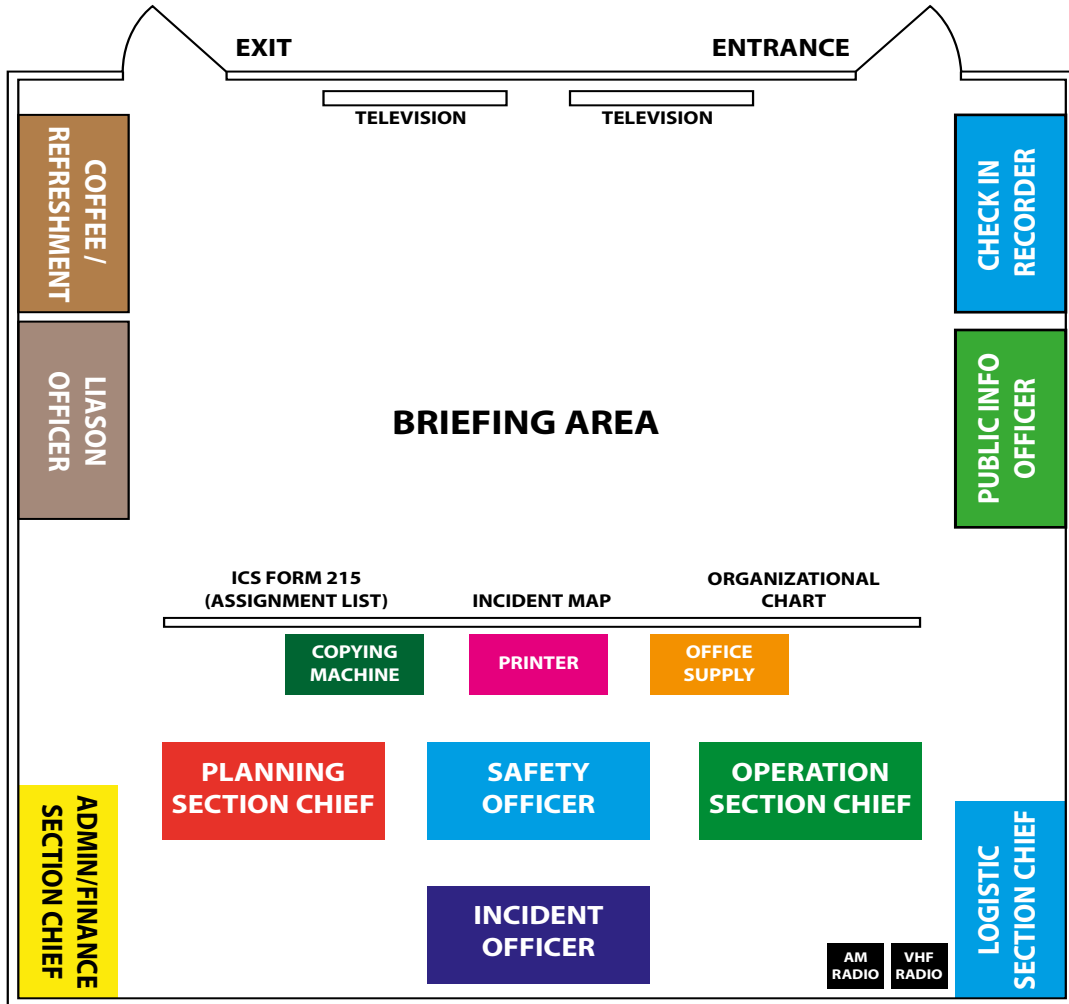 EXIT
ENTRANCE
TELEVISION
TELEVISION
COFFEE /
REFRESHMENT
CHECK IN
RECORDER
LIASON
OFFICER
BRIEFING AREA
PUBLIC INFO
OFFICER
ICS FORM 215
(ASSIGNMENT LIST)
INCIDENT MAP
ORGANIZATIONAL
CHART
COPYING
MACHINE
PRINTER
OFFICE
SUPPLY
PLANNING
SECTION CHIEF
SAFETY
OFFICER
OPERATION
SECTION CHIEF
ADMIN/FINANCE
SECTION CHIEF
INCIDENT
OFFICER
AM
RADIO
VHF
RADIO
LOGISTIC
SECTION CHIEF